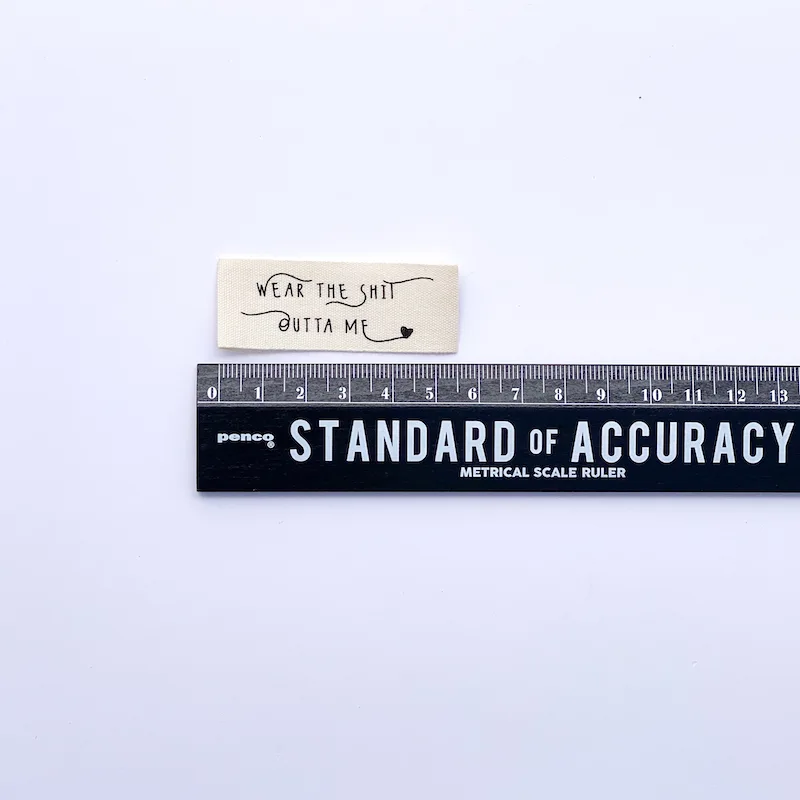 WEAR THE SHIT
OUTTA ME
0 1 2 3 4 5 6 7 8 9 10 11 12 13
penco® STANDARD OF ACCURACY
METRICAL SCALE RULER